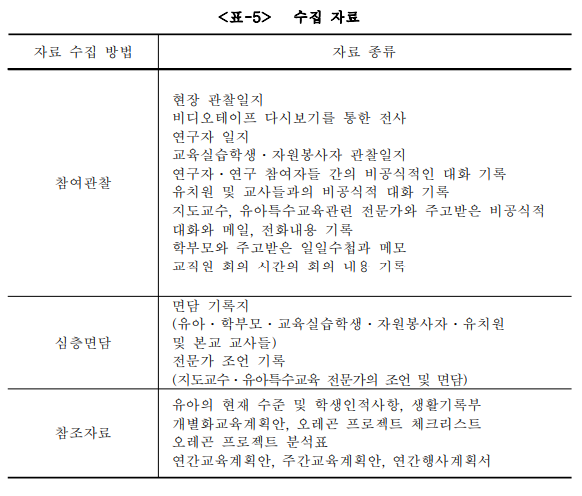 <표-5> 수집 자료
자료 수집 방법
자료 종류
참여관찰
현장 관찰일지
비디오테이프 다시보기를 통한 전사
연구자 일지
교육실습학생·자원봉사자 관찰일지
연구자·연구 참여자들 간의 비공식적인 대화 기록
유치원 및 교사들과의 비공식적 대화 기록
지도교수, 유아특수교육관련 전문가와 주고받은 비공식적
대화와 메일, 전화내용 기록
학부모와 주고받은 일일수첩과 메모
교직원 회의 시간의 회의 내용 기록
심층면담
면담 기록지
(유아·학부모·교육실습학생·자원봉사자·유치원
및 본교 교사들)
전문가 조언 기록
(지도교수·유아특수교육 전문가의 조언 및 면담)
참조자료
유아의 현재 수준 및 학생인적사항, 생활기록부
개별화교육계획안, 오레곤 프로젝트 체크리스트
오레곤 프로젝트 분석표
연간교육계획안, 주간교육계획안, 연간행사계획서